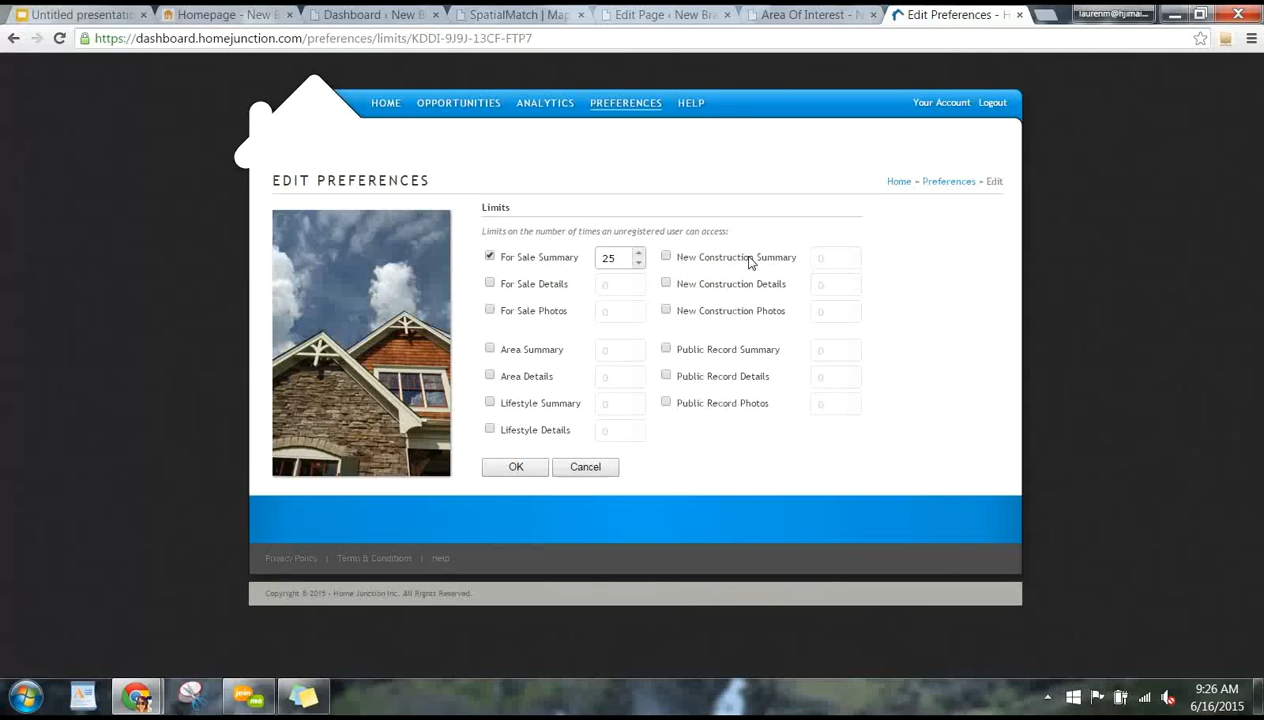 Untitled presentati
Homepage - New B
Dashboard ‹ New B
SpatialMatch | Map
Edit Page ‹ New Bre
Area Of Interest - N
Edit Preferences - H
laurenm@hjimai...
https://dashboard.homejunction.com/preferences/limits/KDDI-9J9J-13CF-FTP7
HOME OPPORTUNITIES ANALYTICS PREFERENCES HELP Your Account Logout
EDIT PREFERENCES Home » Preferences » Edit
Limits
Limits on the number of times an unregistered user can access:
For Sale Summary 25 New Construction Summary 0
For Sale Details 0 New Construction Details 0
For Sale Photos 0 New Construction Photos 0
Area Summary 0 Public Record Summary 0
Area Details 0 Public Record Details 0
Lifestyle Summary 0 Public Record Photos 0
Lifestyle Details 0
OK Cancel
Privacy Policy | Terms & Conditions | Help
Copyright © 2015 - Home Junction Inc. All Rights Reserved.
join me
9:26 AM
6/16/2015